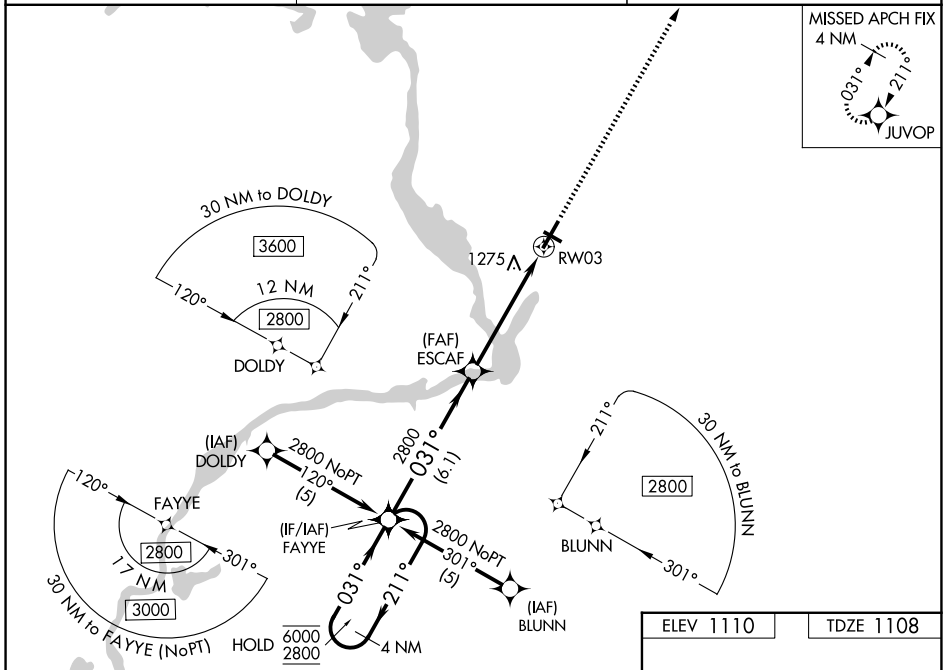 MISSED APCH FIX
4 NM
031°
211°
JUVOP
30 NM to DOLDY
3600
120°
12 NM
211°
2800
DOLDY
1275
RW03
(FAF)
ESCAF
2800
031°
(6.1)
(IAF)
DOLDY
2800 NoPT
120°
(5)
211°
30 NM to BLUNN
2800
BLUNN
301°
120°
FAYYE
2800
301°
17 NM
3000
30 NM to FAYYE (NoPT)
(IF/IAF)
FAYYE
2800 NoPT
301°
(5)
(IAF)
BLUNN
031°
211°
HOLD 6000
2800
4 NM
ELEV 1110
TDZE 1108